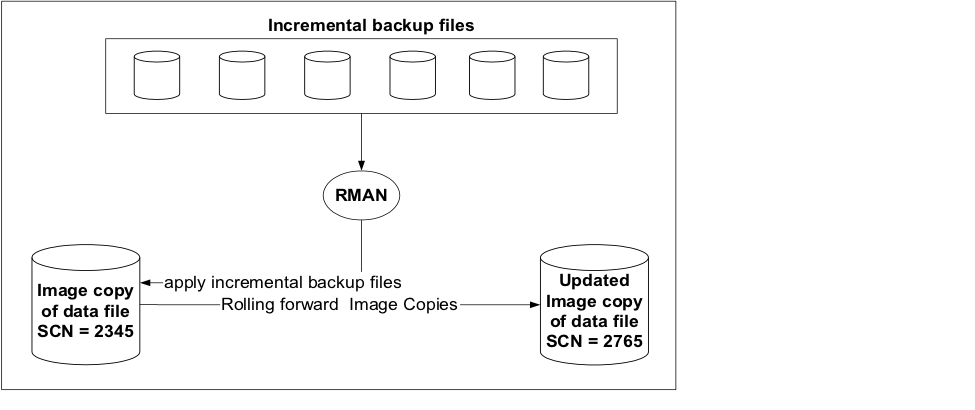 Incremental backup files
RMAN
apply incremental backup files
Rolling forward Image Copies
Image copy
of data file
SCN = 2345
Updated
Image copy
of data file
SCN = 2765